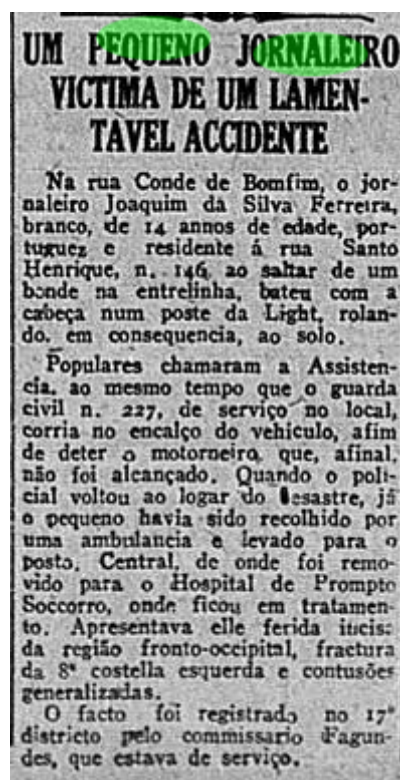 UM PEQUENO JORNALEIRO
VICTIMA DE UM LAMEN-
TAVEL ACCIDENTE
Na rua Conde de Bomfim, o jor-
naleiro Joaquim da Silva Ferreira,
branco, de 14 annos de edade, por-
tuguez e residente á rua Santo
Henrique, n. 146, ao saltar de um
bonde na entrelinha, bateu com a
cabeça num poste da Light, rolan-
do, em consequencia, ao solo.
Populares chamaram a Assisten-
cia, ao mesmo tempo que o guarda
civil n. 227, de serviço no local,
corria no encalço do vehiculo, afim
de deter o motorneiro, que, afinal,
não foi alcançado. Quando o poli-
cial voltou ao logar do desastre, já
o pequeno havia sido recolhido por
uma ambulancia e levado para o
posto. Central, de onde foi remo-
vido para o Hospital de Prompto
Soccorro, onde ficou em tratamen-
to. Apresentava elle ferida incisa
da região fronto-occipital, fractura
da 8ª costella esquerda e contusões
generalizadas.
O facto foi registrado no 17º
districto pelo commissario Fagun-
des, que estava de serviço.